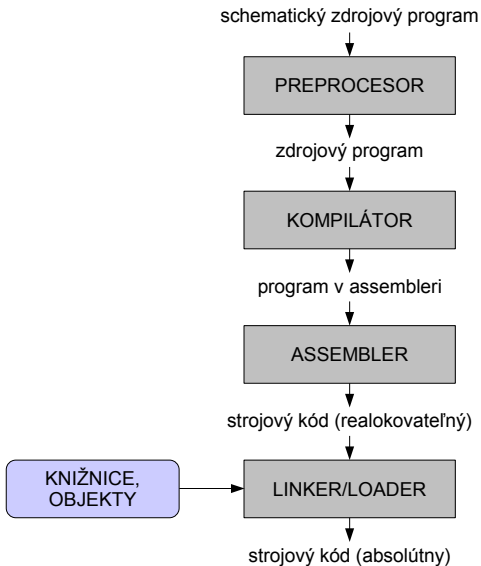 schematický zdrojový program
PREPROCESOR
zdrojový program
KOMPILÁTOR
program v assembleri
ASSEMBLER
strojový kód (realokovateľný)
KNIŽNICE,
OBJEKTY
LINKER/LOADER
strojový kód (absolútny)